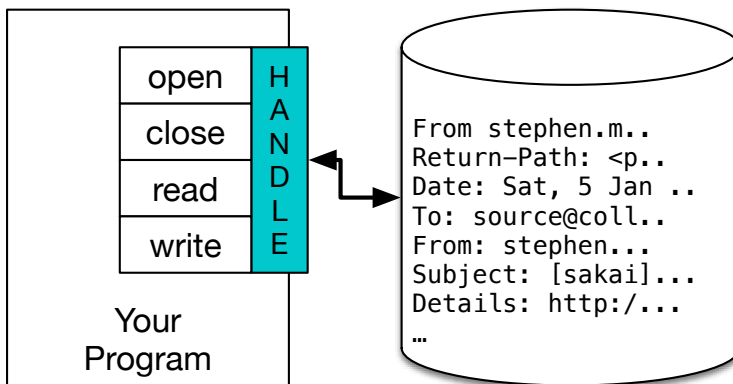 open
close
read
write
H
A
N
D
L
E
Your
Program
From stephen.m..
Return-Path: <p..
Date: Sat, 5 Jan ..
To: source@coll..
From: stephen...
Subject: [sakai]...
Details: http:/...
…